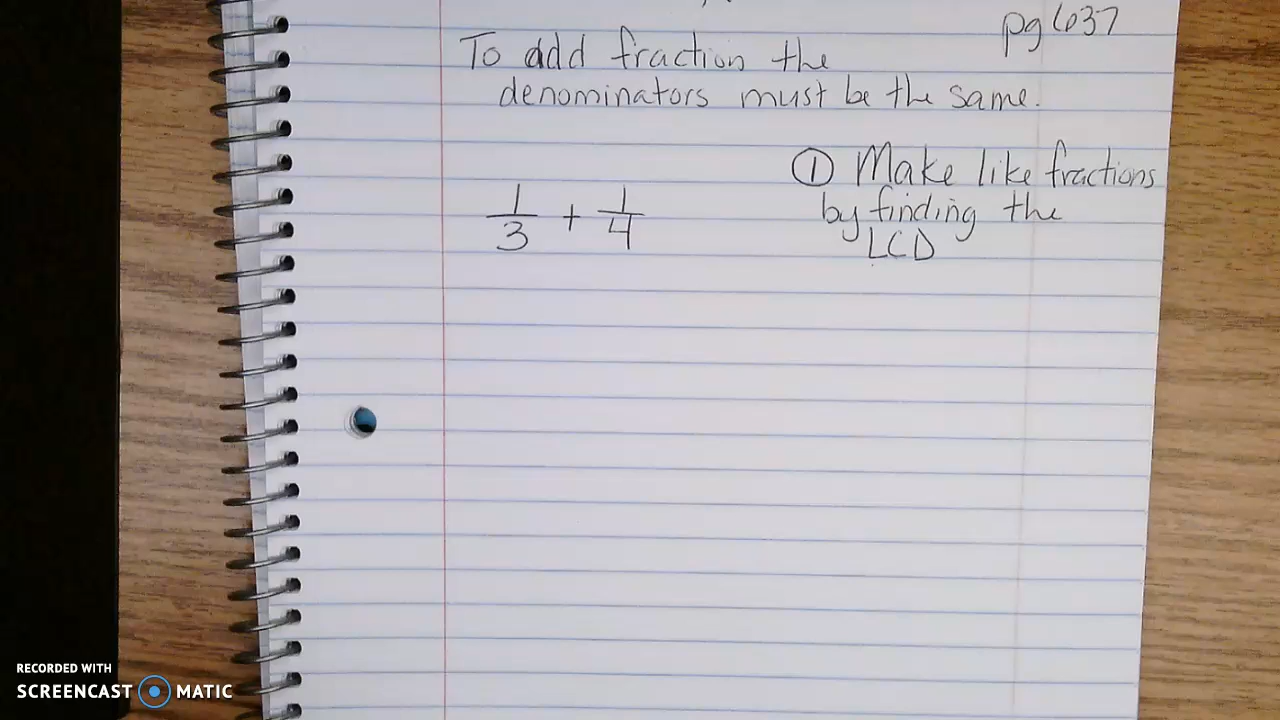 pg 637
To add fraction the
denominators must be the same.
① Make like fractions
by finding the
LCD
1/3 + 1/4
RECORDED WITH
SCREENCAST MATIC